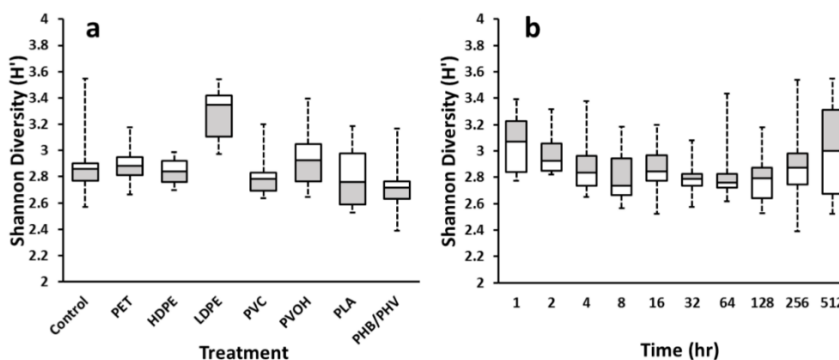 a
Shannon Diversity (H')
4
3.8
3.6
3.4
3.2
3
2.8
2.6
2.4
2.2
2
Control
PET
HDPE
LDPE
PVC
PVOH
PLA
PHB/PHV
Treatment
b
Shannon Diversity (H')
4
3.8
3.6
3.4
3.2
3
2.8
2.6
2.4
2.2
2
1 2 4 8 16 32 64 128 256 512
Time (hr)